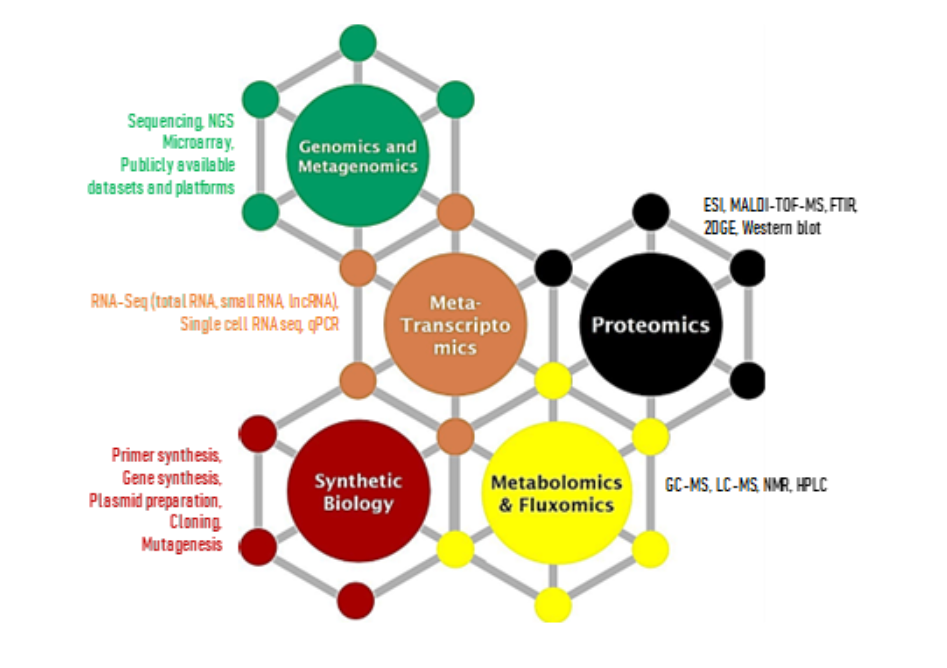 Sequencing, NGS
Microarray,
Publicly available
datasets and platforms
Genomics and
Metagenomics
ESI, MALDI-TOF-MS, FTIR,
2DGE, Western blot
RNA-Seq (total RNA, small RNA, lncRNA),
Single cell RNA seq, qPCR
Meta-
Transcripto
mics
Proteomics
Primer synthesis,
Gene synthesis,
Plasmid preparation,
Cloning,
Mutagenesis
Synthetic
Biology
Metabolomics
& Fluxomics
GC-MS, LC-MS, NMR, HPLC